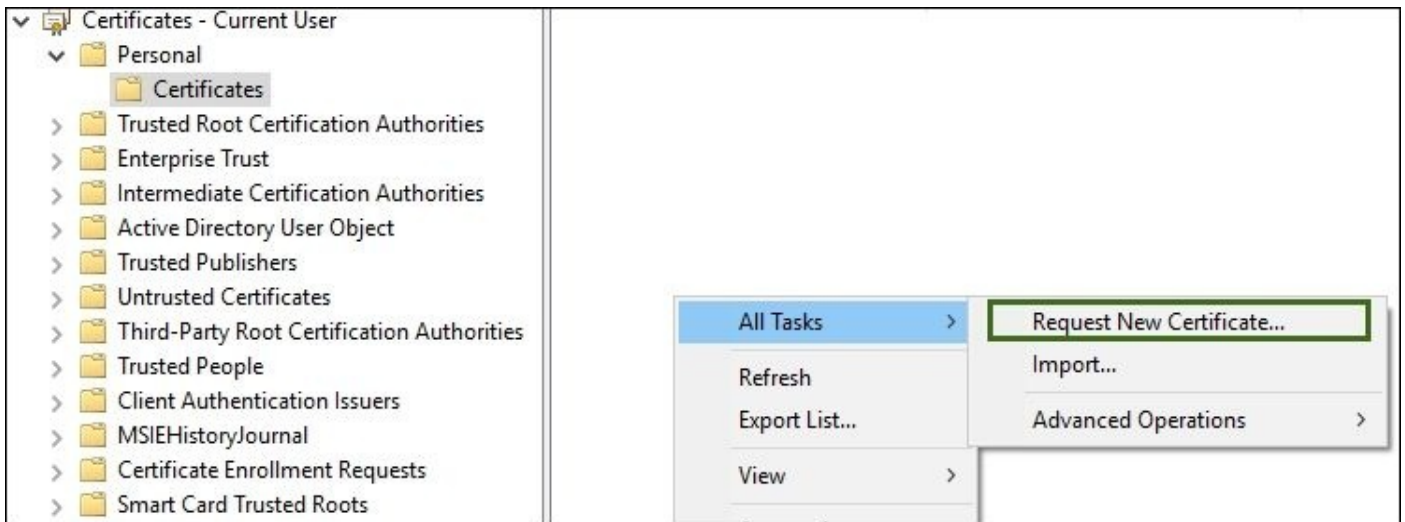 Certificates - Current User
Personal
Certificates
Trusted Root Certification Authorities
Enterprise Trust
Intermediate Certification Authorities
Active Directory User Object
Trusted Publishers
Untrusted Certificates
Third-Party Root Certification Authorities
Trusted People
Client Authentication Issuers
MSIEHistoryJournal
Certificate Enrollment Requests
Smart Card Trusted Roots
All Tasks
Refresh
Export List...
View
Request New Certificate...
Import...
Advanced Operations